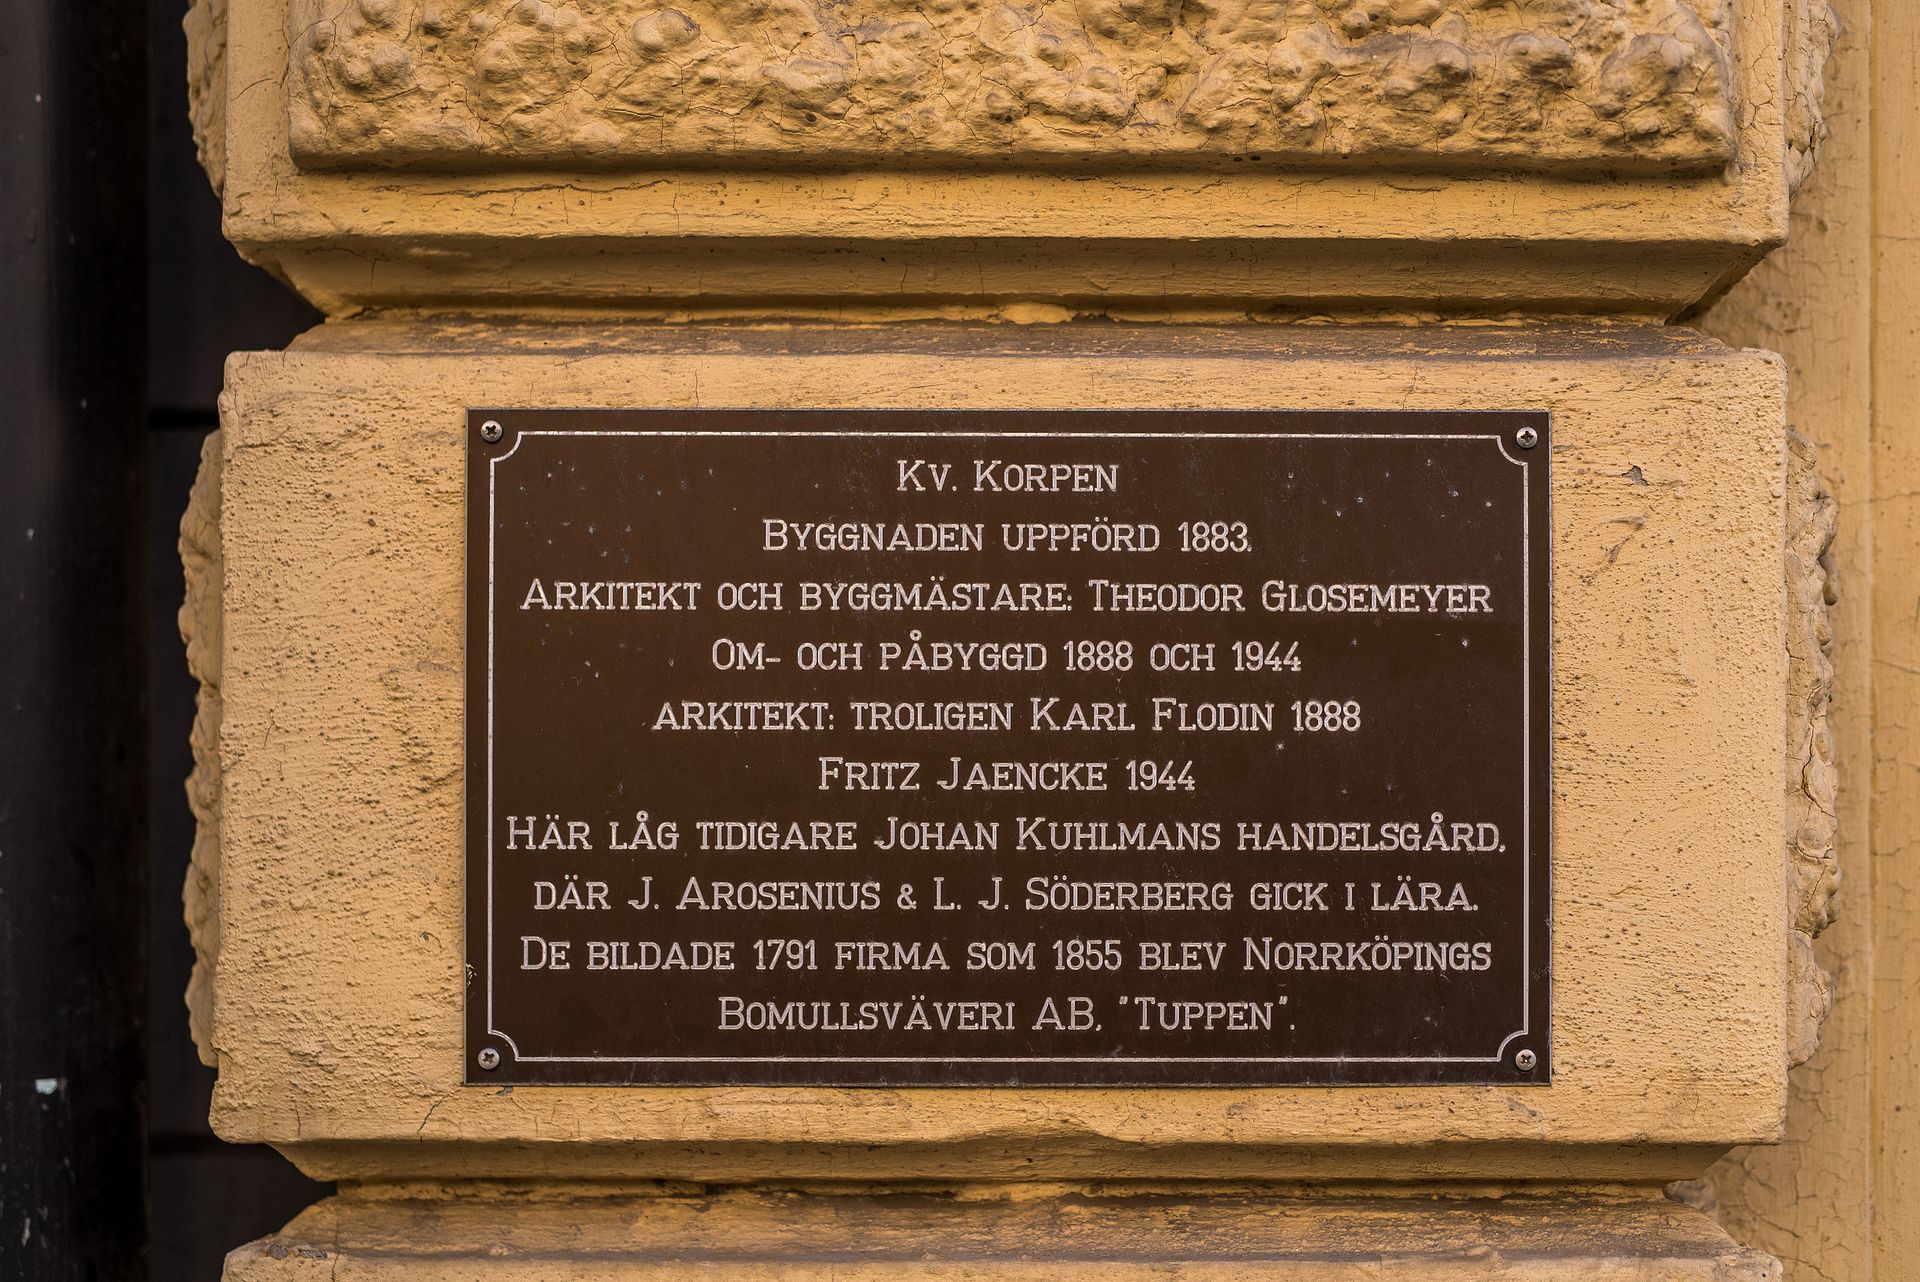 Kv. Korpen
Byggnaden uppförd 1883.
Arkitekt och byggmästare: Theodor Glosemeyer
Om- och påbyggd 1888 och 1944
arkitekt: troligen Karl Flodin 1888
Fritz Jaencke 1944
Här låg tidigare Johan Kuhlmans handelsgård,
där J. Arosenius & L. J. Söderberg gick i lära.
De bildade 1791 firma som 1855 blev Norrköpings
Bomullsväveri AB, "Tuppen".